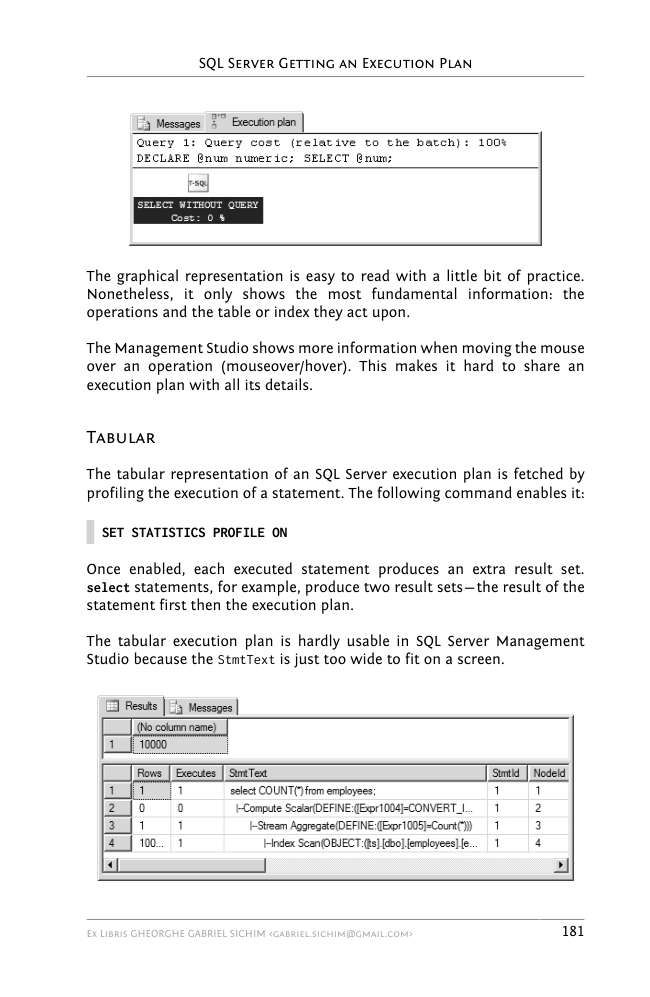 SQL Server Getting an Execution Plan
Messages Execution plan
Query 1: Query cost (relative to the batch): 100%
DECLARE @num numeric; SELECT @num;
T-SQL
SELECT WITHOUT QUERY
Cost: 0 %
The graphical representation is easy to read with a little bit of practice.
Nonetheless, it only shows the most fundamental information: the
operations and the table or index they act upon.
The Management Studio shows more information when moving the mouse
over an operation (mouseover/hover). This makes it hard to share an
execution plan with all its details.
Tabular
The tabular representation of an SQL Server execution plan is fetched by
profiling the execution of a statement. The following command enables it:
SET STATISTICS PROFILE ON
Once enabled, each executed statement produces an extra result set.
select statements, for example, produce two result sets—the result of the
statement first then the execution plan.
The tabular execution plan is hardly usable in SQL Server Management
Studio because the StmtText is just too wide to fit on a screen.
Results Messages
(No column name)
1 10000
Rows Executes StmtText StmtId NodeId
1 1 1 select COUNT(*) from employees; 1 1
2 0 0 |--Compute Scalar(DEFINE:([Expr1004]=CONVERT_I... 1 2
3 1 1 |--Stream Aggregate(DEFINE:([Expr1005]=Count(*))) 1 3
4 100... 1 |--Index Scan(OBJECT:([ts].[dbo].[employees].[e... 1 4
Ex Libris GHEORGHE GABRIEL SICHIM <gabriel.sichim@gmail.com> 181